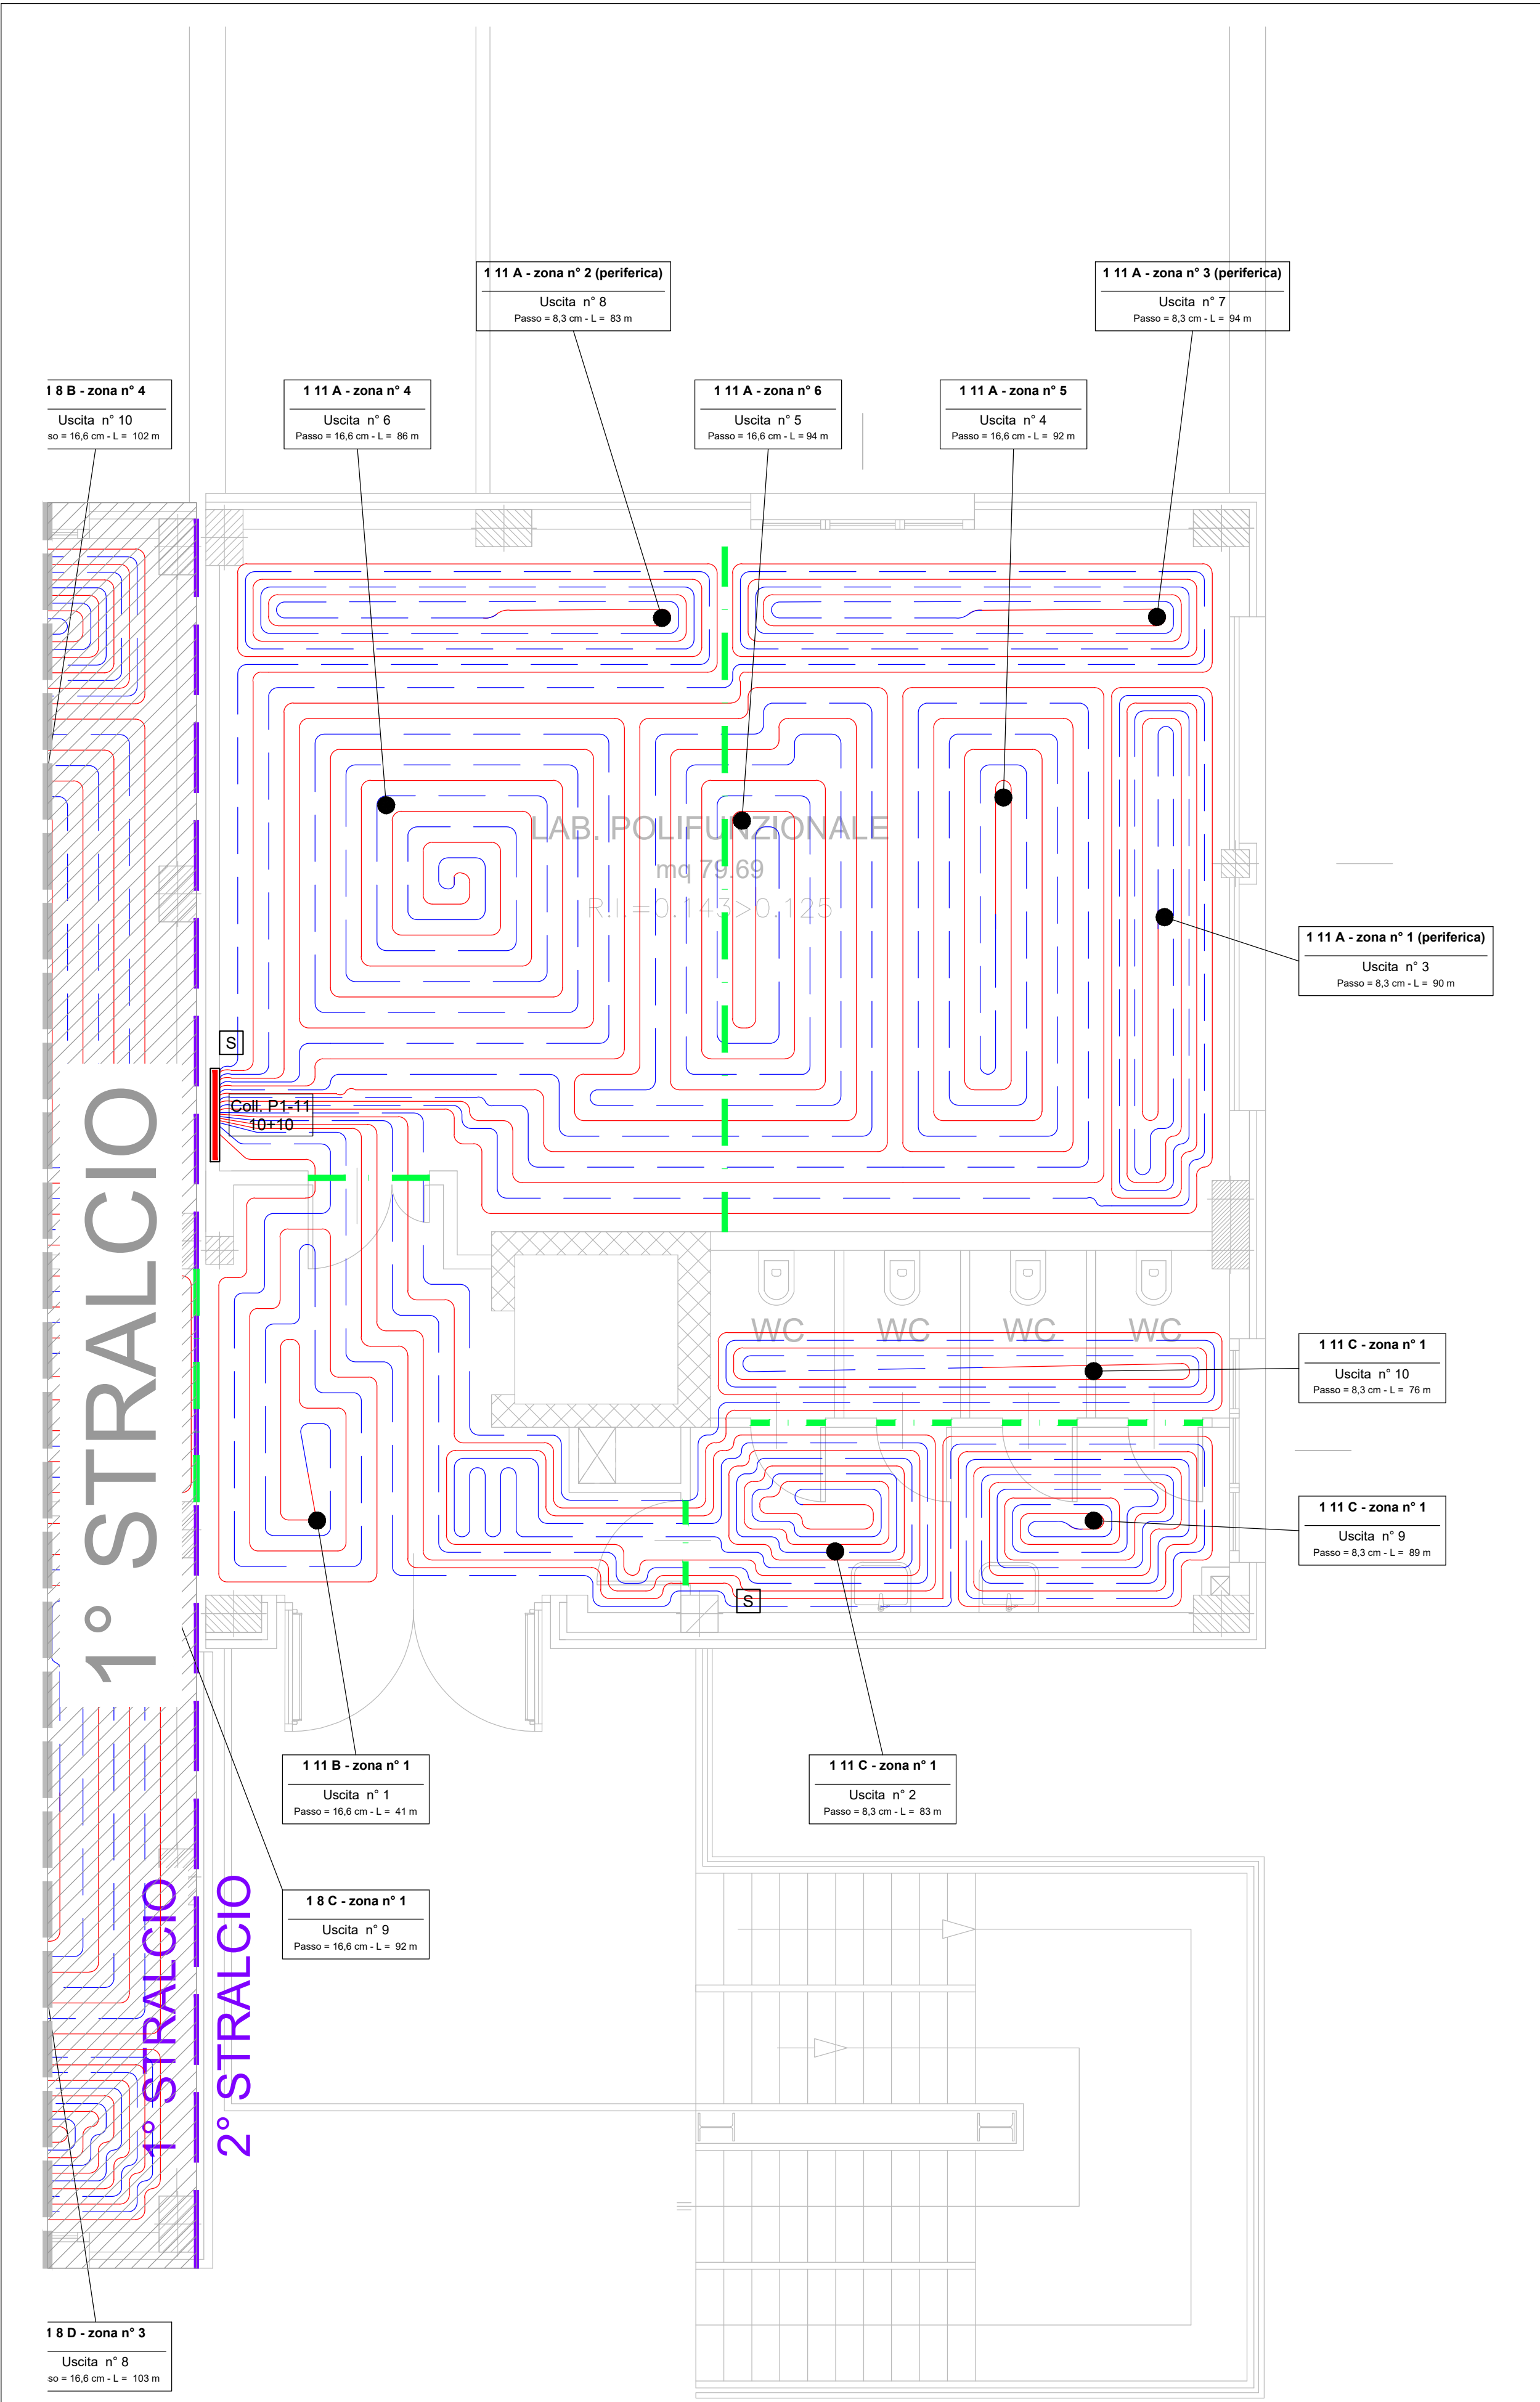 1 11 A - zona n° 2 (periferica)
Uscita n° 8
Passo = 8,3 cm - L = 83 m
1 11 A - zona n° 3 (periferica)
Uscita n° 7
Passo = 8,3 cm - L = 94 m
1 8 B - zona n° 4
Uscita n° 10
so = 16,6 cm - L = 102 m
1 11 A - zona n° 4
Uscita n° 6
Passo = 16,6 cm - L = 86 m
1 11 A - zona n° 6
Uscita n° 5
Passo = 16,6 cm - L = 94 m
1 11 A - zona n° 5
Uscita n° 4
Passo = 16,6 cm - L = 92 m
LAB. POLIFUNZIONALE
mq 79.69
R.I.=0.143>0.125
1 11 A - zona n° 1 (periferica)
Uscita n° 3
Passo = 8,3 cm - L = 90 m
S
Coll. P1-11
10+10
1° STRALCIO
WC
WC
WC
WC
1 11 C - zona n° 1
Uscita n° 10
Passo = 8,3 cm - L = 76 m
1 11 C - zona n° 1
Uscita n° 9
Passo = 8,3 cm - L = 89 m
S
1 11 B - zona n° 1
Uscita n° 1
Passo = 16,6 cm - L = 41 m
1 11 C - zona n° 1
Uscita n° 2
Passo = 8,3 cm - L = 83 m
1 8 C - zona n° 1
Uscita n° 9
Passo = 16,6 cm - L = 92 m
1° STRALCIO
2° STRALCIO
1 8 D - zona n° 3
Uscita n° 8
so = 16,6 cm - L = 103 m